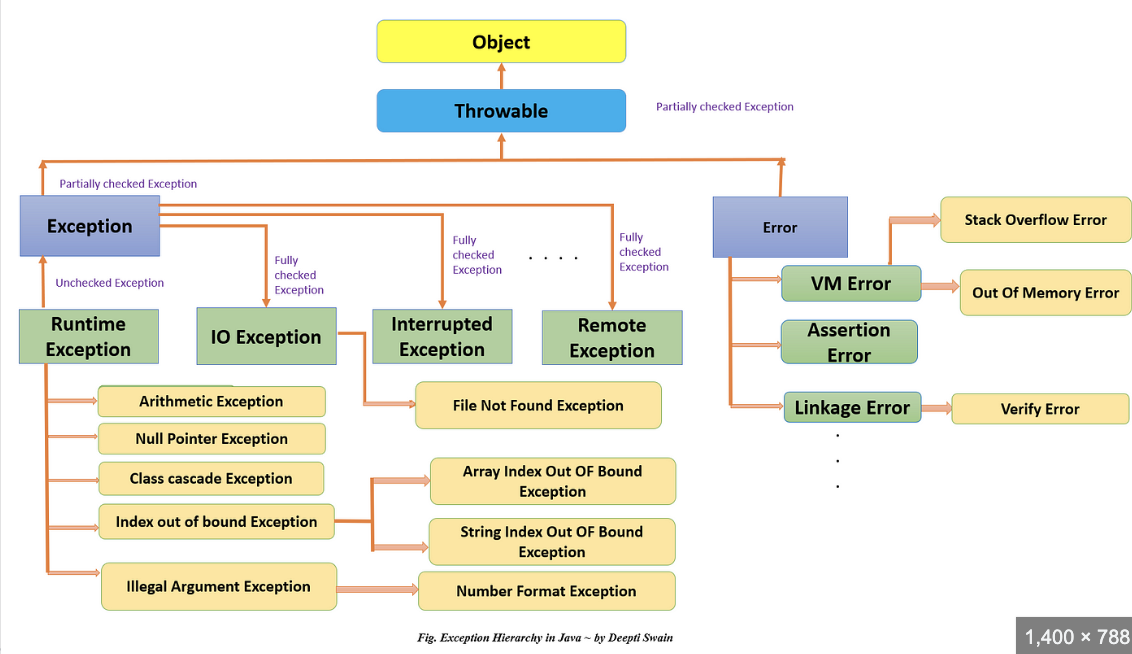 Object
Throwable
Partially checked Exception
Partially checked Exception
Exception
Error
Stack Overflow Error
Fully
checked
Exception
. . . .
Fully
checked
Exception
Fully
checked
Exception
Unchecked Exception
VM Error
Out Of Memory Error
Runtime
Exception
IO Exception
Interrupted
Exception
Remote
Exception
Assertion
Error
Arithmetic Exception
File Not Found Exception
Linkage Error
Verify Error
Null Pointer Exception
.
.
.
Class cascade Exception
Array Index Out OF Bound
Exception
Index out of bound Exception
String Index Out OF Bound
Exception
Illegal Argument Exception
Number Format Exception
Fig. Exception Hierarchy in Java ~ by Deepti Swain
1,400 × 788